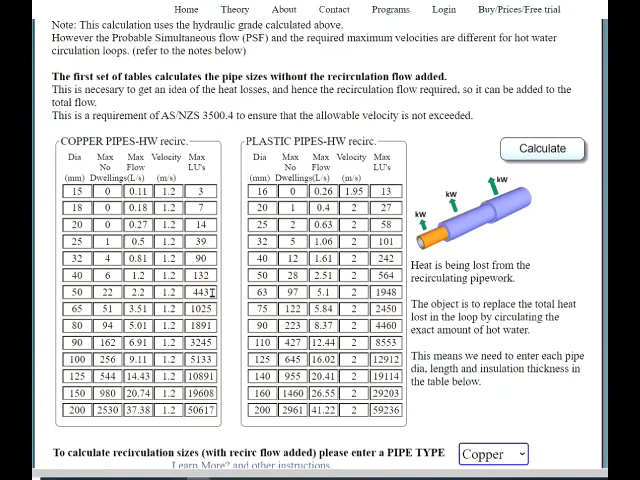 Home Theory About Contact Programs Login Buy/Prices/Free trial
Note: This calculation uses the hydraulic grade calculated above.
However the Probable Simultaneous flow (PSF) and the required maximum velocities are different for hot water
circulation loops. (refer to the notes below)
The first set of tables calculates the pipe sizes without the recirculation flow added.
This is necesary to get an idea of the heat losses, and hence the recirculation flow required, so it can be added to the
total flow.
This is a requirement of AS/NZS 3500.4 to ensure that the allowable velocity is not exceeded.
COPPER PIPES-HW recirc.
Dia Max Max Velocity Max
No Flow LU's
(mm) Dwellings (L/s) (m/s)
15 0 0.11 1.2 3
18 0 0.18 1.2 7
20 0 0.27 1.2 14
25 1 0.5 1.2 39
32 4 0.81 1.2 90
40 6 1.2 1.2 132
50 22 2.2 1.2 443
65 51 3.51 1.2 1025
80 94 5.01 1.2 1891
90 162 6.91 1.2 3245
100 256 9.11 1.2 5133
125 544 14.43 1.2 10891
150 980 20.74 1.2 19608
200 2530 37.38 1.2 50617
PLASTIC PIPES-HW recirc.
Dia Max Max Velocity Max
No Flow LU's
(mm) Dwellings (L/s) (m/s)
16 0 0.26 1.95 13
20 1 0.4 2 27
25 2 0.63 2 58
32 5 1.06 2 101
40 12 1.61 2 242
50 28 2.51 2 564
63 97 5.1 2 1948
75 122 5.84 2 2450
90 223 8.37 2 4460
110 427 12.44 2 8553
125 645 16.02 2 12912
140 955 20.41 2 19114
160 1460 26.55 2 29203
200 2961 41.22 2 59236
Calculate
kW
kW
kW
Heat is being lost from the
recirculating pipework.
The object is to replace the total heat
lost in the loop by circulating the
exact amount of hot water.
This means we need to enter each pipe
dia, length and insulation thickness in
the table below.
To calculate recirculation sizes (with recirc flow added) please enter a PIPE TYPE Copper
Learn More? and other instructions